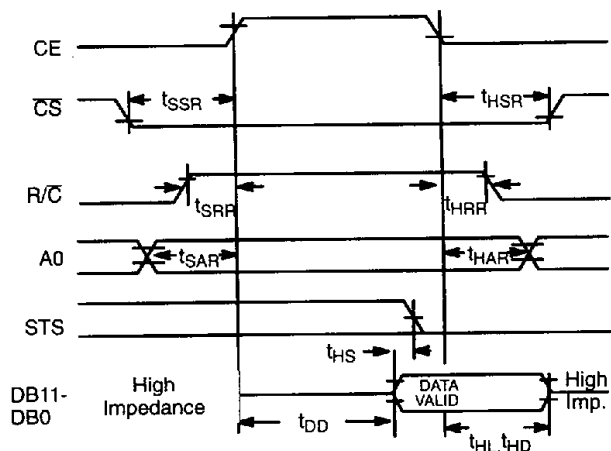 CE
CS
tSSR
tHSR
R/C
tSRR
tHRR
A0
tSAR
tHAR
STS
tHS
DB11-
DB0
High
Impedance
DATA
VALID
High
Imp.
tDD
tHL, tHD